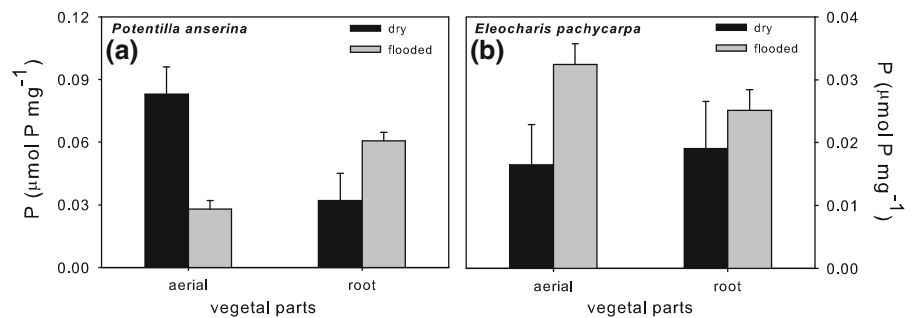 Potentilla anserina
(a)
dry
flooded
P (μmol P mg⁻¹)
0.12
0.09
0.06
0.03
0.00
aerial
root
vegetal parts
Eleocharis pachycarpa
(b)
dry
flooded
0.04
0.03
0.02
0.01
0.00
P (μmol P mg⁻¹)
aerial
root
vegetal parts